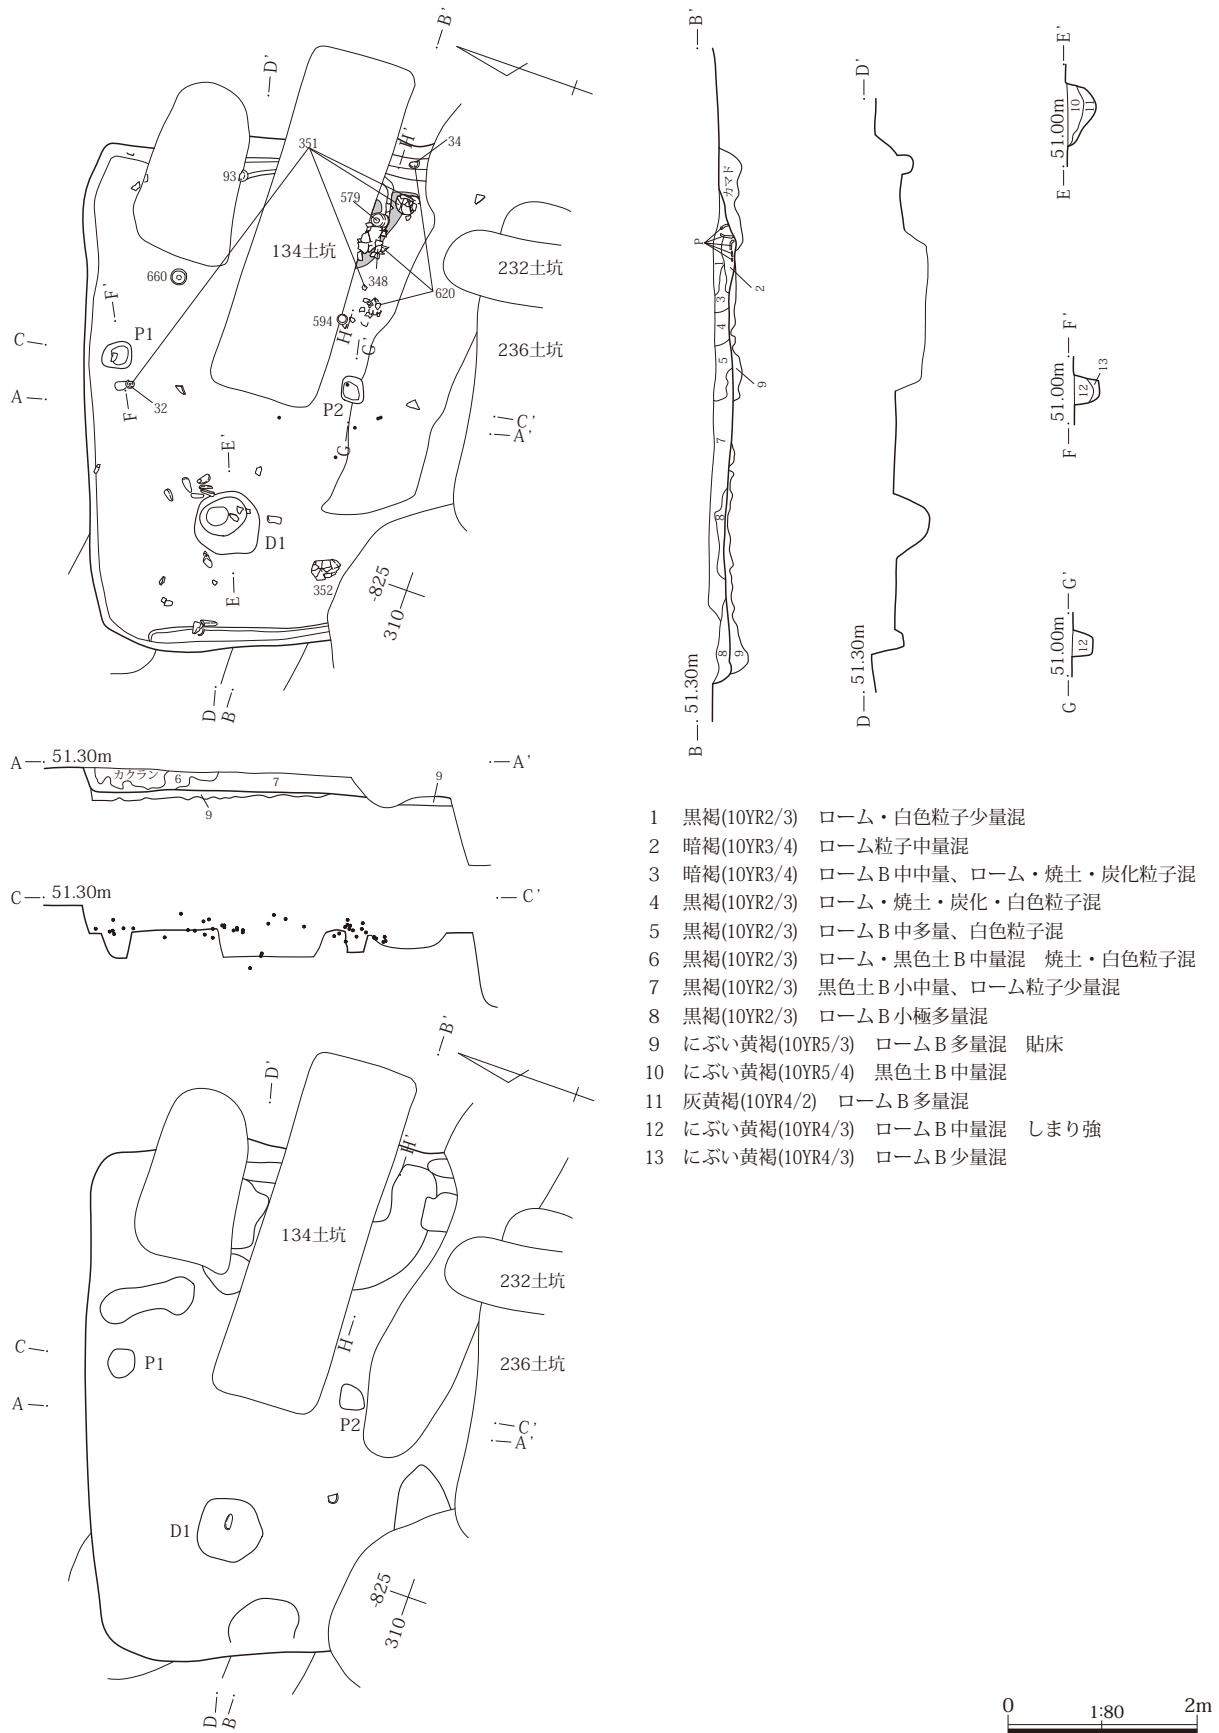 B'
D'
H'
34
351
93
579
134土坑
232土坑
660
348
620
F'
594
P1
H
G'
236土坑
C
A
F
32
P2
C'
A'
G
E'
D1
E
352
-825
310
D
B
B'
カマド
P
1
2
3
4
5
9
7
8
8
9
B 51.30m
D'
D 51.30m
E'
10
11
E 51.00m
F'
12
13
F 51.00m
G'
12
G 51.00m
A 51.30m
A'
カクラン
6
7
9
9
C 51.30m
C'
1 黒褐(10YR2/3) ローム・白色粒子少量混
2 暗褐(10YR3/4) ローム粒子中量混
3 暗褐(10YR3/4) ロームB中中量、ローム・焼土・炭化粒子混
4 黒褐(10YR2/3) ローム・焼土・炭化・白色粒子混
5 黒褐(10YR2/3) ロームB中多量、白色粒子混
6 黒褐(10YR2/3) ローム・黒色土B中量混 焼土・白色粒子混
7 黒褐(10YR2/3) 黒色土B小中量、ローム粒子少量混
8 黒褐(10YR2/3) ロームB小極多量混
9 にぶい黄褐(10YR5/3) ロームB多量混 貼床
10 にぶい黄褐(10YR5/4) 黒色土B中量混
11 灰黄褐(10YR4/2) ロームB多量混
12 にぶい黄褐(10YR4/3) ロームB中量混 しまり強
13 にぶい黄褐(10YR4/3) ロームB少量混
B'
D'
H'
134土坑
232土坑
H
C
P1
236土坑
A
P2
C'
A'
D1
-825
310
D
B
0 1:80 2m